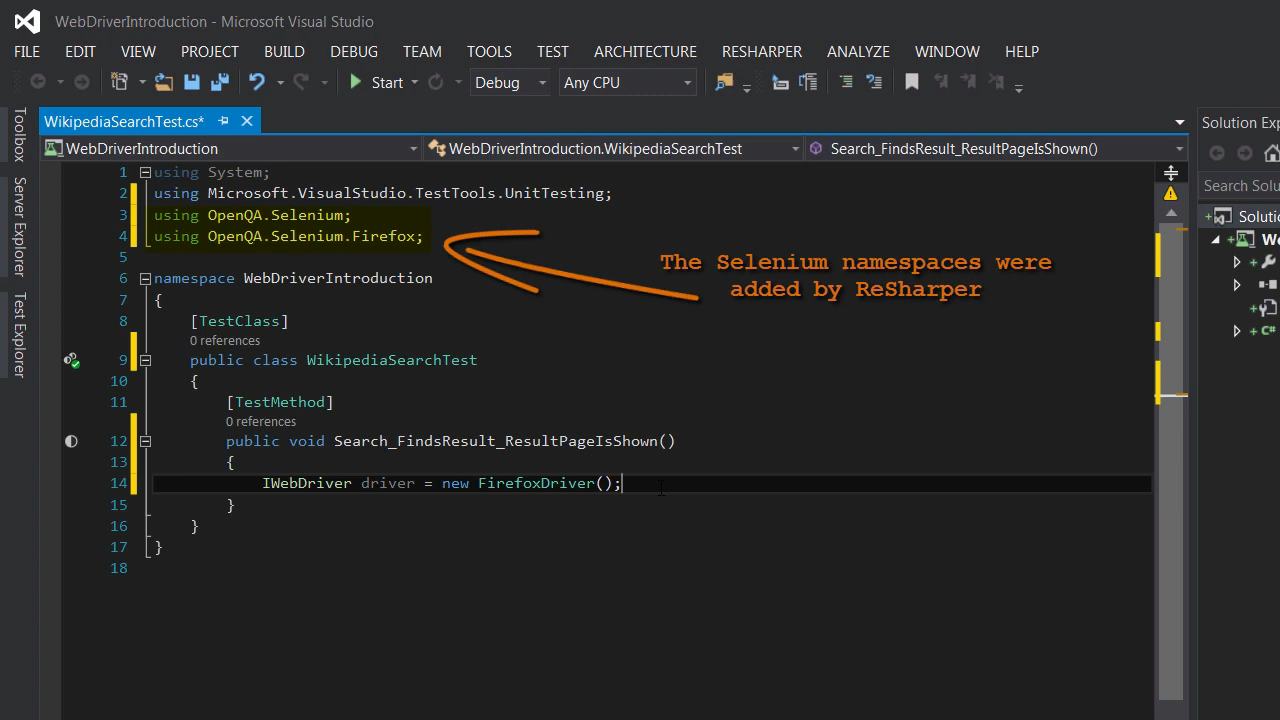 WebDriverIntroduction - Microsoft Visual Studio
FILE EDIT VIEW PROJECT BUILD DEBUG TEAM TOOLS TEST ARCHITECTURE RESHARPER ANALYZE WINDOW HELP
Start Debug Any CPU
WikipediaSearchTest.cs*
WebDriverIntroduction WebDriverIntroduction.WikipediaSearchTest Search_FindsResult_ResultPageIsShown()
Toolbox
Server Explorer
Test Explorer
1 using System;
2 using Microsoft.VisualStudio.TestTools.UnitTesting;
3 using OpenQA.Selenium;
4 using OpenQA.Selenium.Firefox;
5
6 namespace WebDriverIntroduction
7 {
8 [TestClass]
0 references
9 public class WikipediaSearchTest
10 {
11 [TestMethod]
0 references
12 public void Search_FindsResult_ResultPageIsShown()
13 {
14 IWebDriver driver = new FirefoxDriver();
15 }
16 }
17 }
18
The Selenium namespaces were
added by ReSharper
Solution Exp
Search Solu
Soluti
We
C#